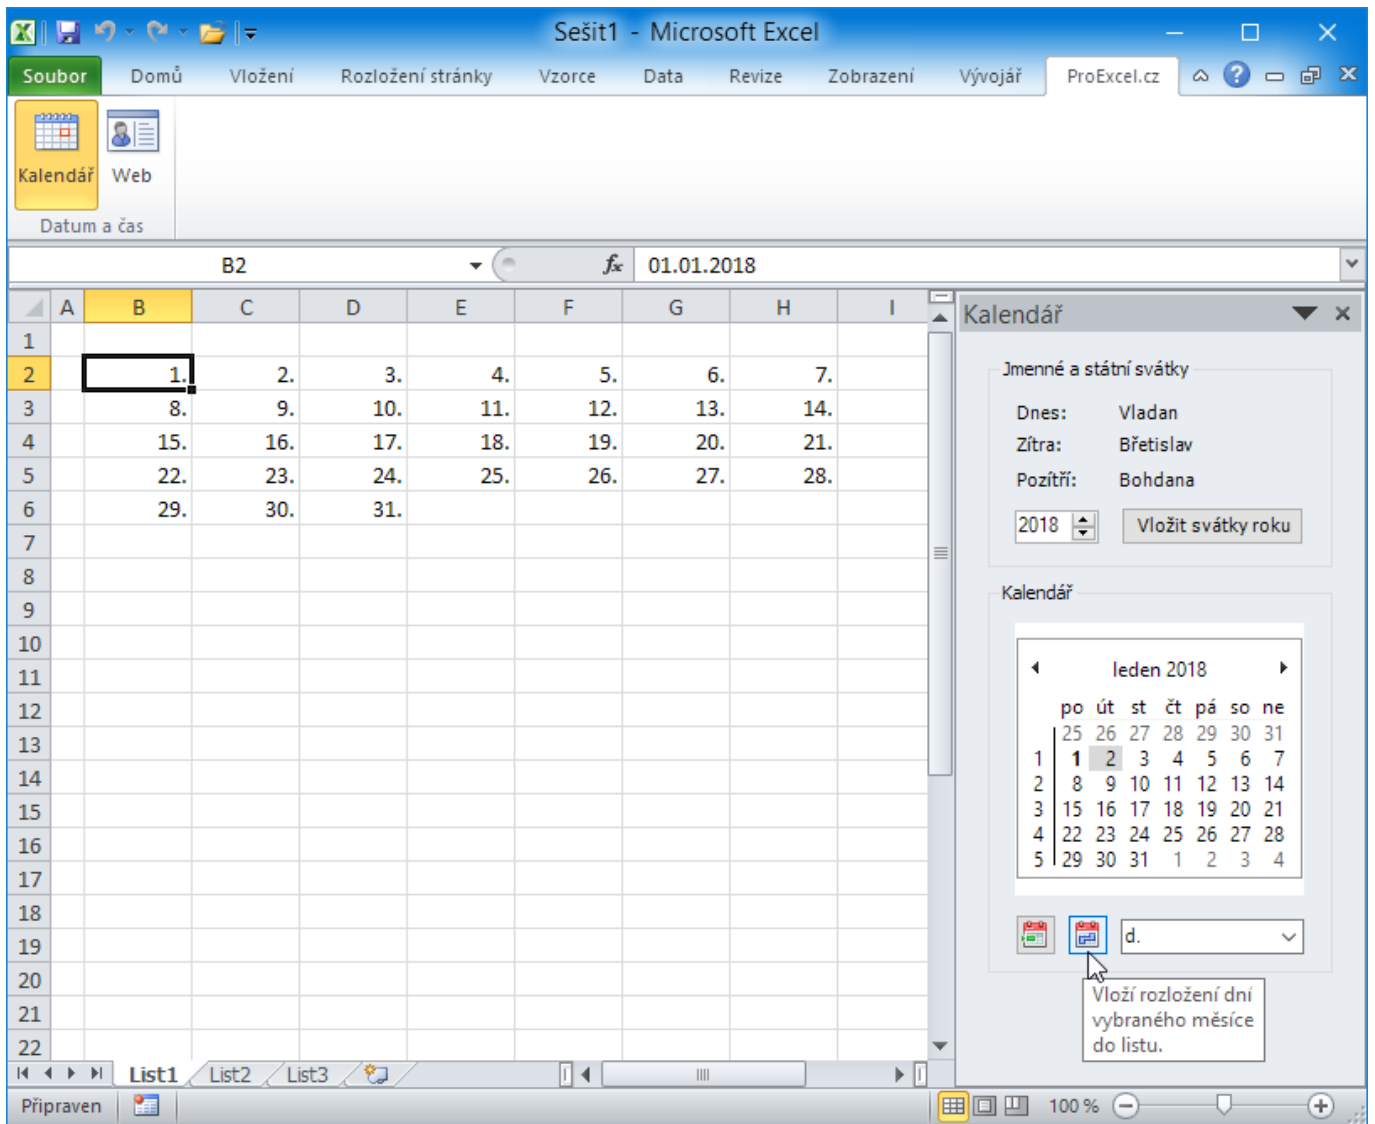 Sešit1 - Microsoft Excel
Soubor Domů Vložení Rozložení stránky Vzorce Data Revize Zobrazení Vývojář ProExcel.cz
Kalendář Web
Datum a čas
B2 fx 01.01.2018
A B C D E F G H I
Kalendář
1
2 1. 2. 3. 4. 5. 6. 7.
3 8. 9. 10. 11. 12. 13. 14.
4 15. 16. 17. 18. 19. 20. 21.
5 22. 23. 24. 25. 26. 27. 28.
6 29. 30. 31.
7
8
9
10
11
12
13
14
15
16
17
18
19
20
21
22
Jmenné a státní svátky
Dnes: Vladan
Zítra: Břetislav
Pozítří: Bohdana
2018 Vložit svátky roku
Kalendář
leden 2018
po út st čt pá so ne
25 26 27 28 29 30 31
1 1 2 3 4 5 6 7
2 8 9 10 11 12 13 14
3 15 16 17 18 19 20 21
4 22 23 24 25 26 27 28
5 29 30 31 1 2 3 4
d.
Vloží rozložení dní
vybraného měsíce
do listu.
List1 List2 List3
Připraven 100 %